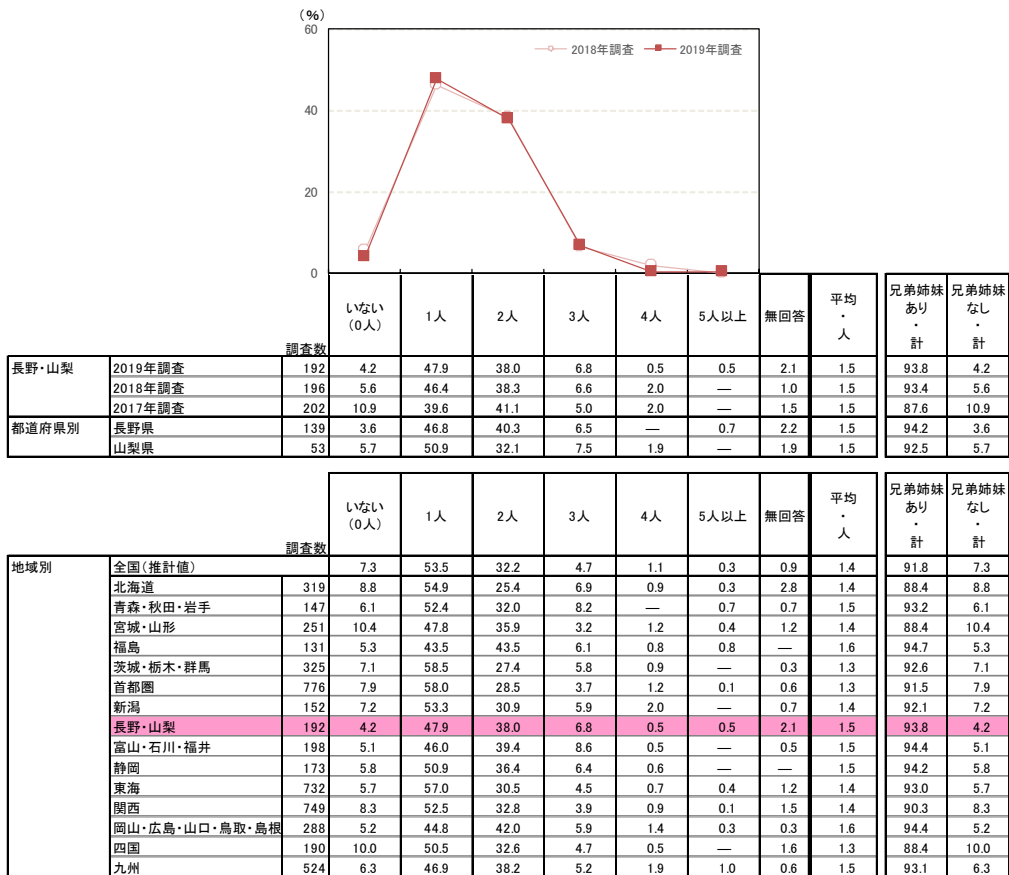 (%)
60
2018年調査 2019年調査
40
20
0
調査数 いない(0人) 1人 2人 3人 4人 5人以上 無回答 平均・人 兄弟姉妹あり・計 兄弟姉妹なし・計
長野・山梨 2019年調査 192 4.2 47.9 38.0 6.8 0.5 0.5 2.1 1.5 93.8 4.2
2018年調査 196 5.6 46.4 38.3 6.6 2.0 — 1.0 1.5 93.4 5.6
2017年調査 202 10.9 39.6 41.1 5.0 2.0 — 1.5 1.5 87.6 10.9
都道府県別 長野県 139 3.6 46.8 40.3 6.5 — 0.7 2.2 1.5 94.2 3.6
山梨県 53 5.7 50.9 32.1 7.5 1.9 — 1.9 1.5 92.5 5.7
調査数 いない(0人) 1人 2人 3人 4人 5人以上 無回答 平均・人 兄弟姉妹あり・計 兄弟姉妹なし・計
地域別 全国(推計値) 7.3 53.5 32.2 4.7 1.1 0.3 0.9 1.4 91.8 7.3
北海道 319 8.8 54.9 25.4 6.9 0.9 0.3 2.8 1.4 88.4 8.8
青森・秋田・岩手 147 6.1 52.4 32.0 8.2 — 0.7 0.7 1.5 93.2 6.1
宮城・山形 251 10.4 47.8 35.9 3.2 1.2 0.4 1.2 1.4 88.4 10.4
福島 131 5.3 43.5 43.5 6.1 0.8 0.8 — 1.6 94.7 5.3
茨城・栃木・群馬 325 7.1 58.5 27.4 5.8 0.9 — 0.3 1.3 92.6 7.1
首都圏 776 7.9 58.0 28.5 3.7 1.2 0.1 0.6 1.3 91.5 7.9
新潟 152 7.2 53.3 30.9 5.9 2.0 — 0.7 1.4 92.1 7.2
長野・山梨 192 4.2 47.9 38.0 6.8 0.5 0.5 2.1 1.5 93.8 4.2
富山・石川・福井 198 5.1 46.0 39.4 8.6 0.5 — 0.5 1.5 94.4 5.1
静岡 173 5.8 50.9 36.4 6.4 0.6 — — 1.5 94.2 5.8
東海 732 5.7 57.0 30.5 4.5 0.7 0.4 1.2 1.4 93.0 5.7
関西 749 8.3 52.5 32.8 3.9 0.9 0.1 1.5 1.4 90.3 8.3
岡山・広島・山口・鳥取・島根 288 5.2 44.8 42.0 5.9 1.4 0.3 0.3 1.6 94.4 5.2
四国 190 10.0 50.5 32.6 4.7 0.5 — 1.6 1.3 88.4 10.0
九州 524 6.3 46.9 38.2 5.2 1.9 1.0 0.6 1.5 93.1 6.3